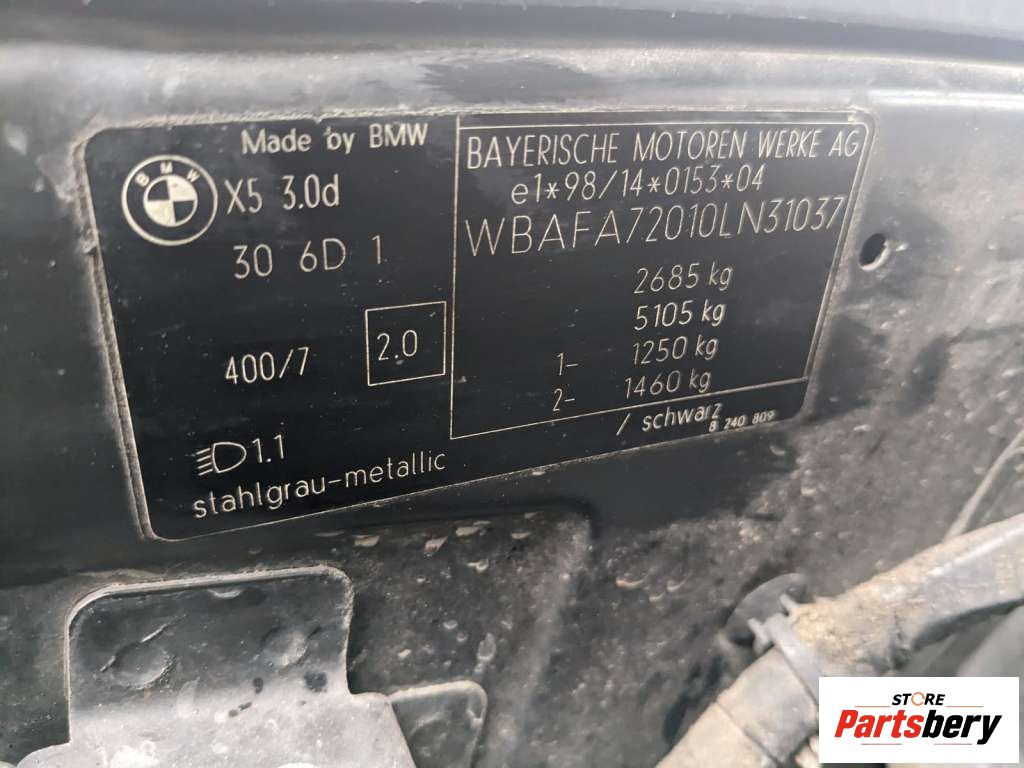 Made by BMW
BMW
X5 3.0d
30 6D 1
400/7
2.0
1.1
stahlgrau-metallic
/ schwarz
8 240 809
BAYERISCHE MOTOREN WERKE AG
e1*98/14*0153*04
WBAFA72010LN31037
2685 kg
5105 kg
1- 1250 kg
2- 1460 kg
STORE
Partsbery